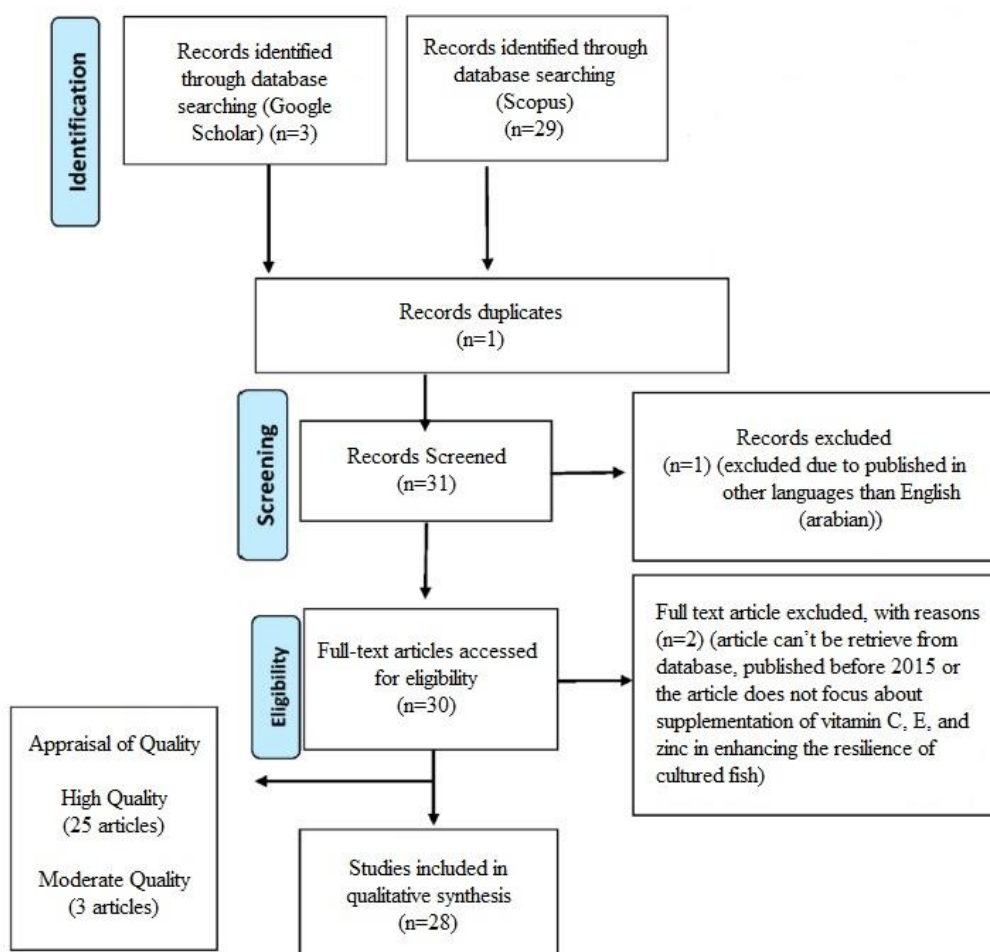 Identification
Records identified
through database
searching (Google
Scholar) (n=3)
Records identified through
database searching
(Scopus)
(n=29)
Records duplicates
(n=1)
Screening
Records Screened
(n=31)
Records excluded
(n=1) (excluded due to published in
other languages than English
(arabian))
Eligibility
Full-text articles accessed
for eligibility
(n=30)
Full text article excluded, with reasons
(n=2) (article can’t be retrieve from
database, published before 2015 or
the article does not focus about
supplementation of vitamin C, E, and
zinc in enhancing the resilience of
cultured fish)
Appraisal of Quality
High Quality
(25 articles)
Moderate Quality
(3 articles)
Studies included in
qualitative synthesis
(n=28)